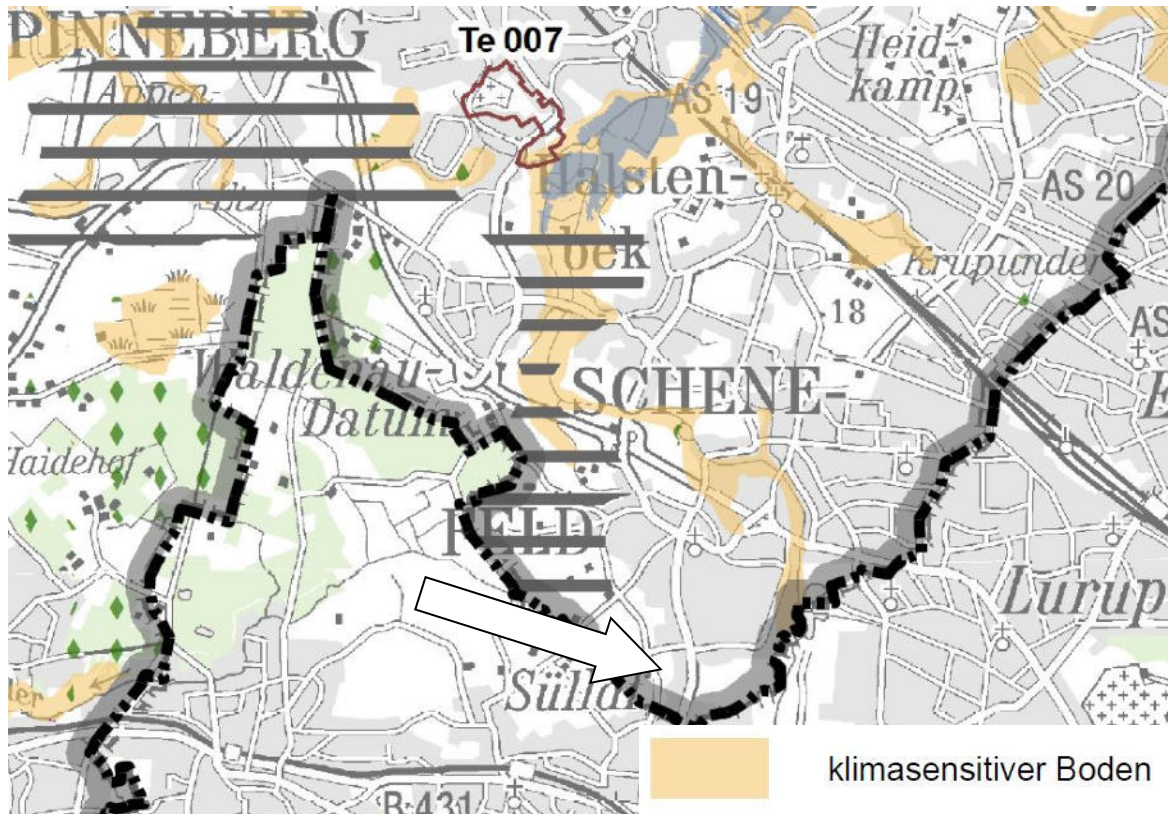 PINNEBERG
Te 007
Heid-
kamp
Appen-
AS 19
Halsten-
bek
AS 20
Krupunder
18
AS
Waldenau-
Datum
SCHENE-
E
Haidehof
FELD
Lurup
Sülld
B 431
klimasensitiver Boden